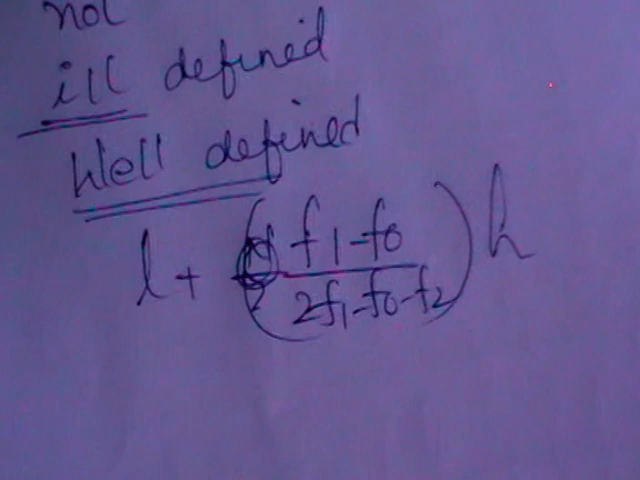 not
ill defined
Well defined
l + (f1-f0 / 2f1-f0-f2) h